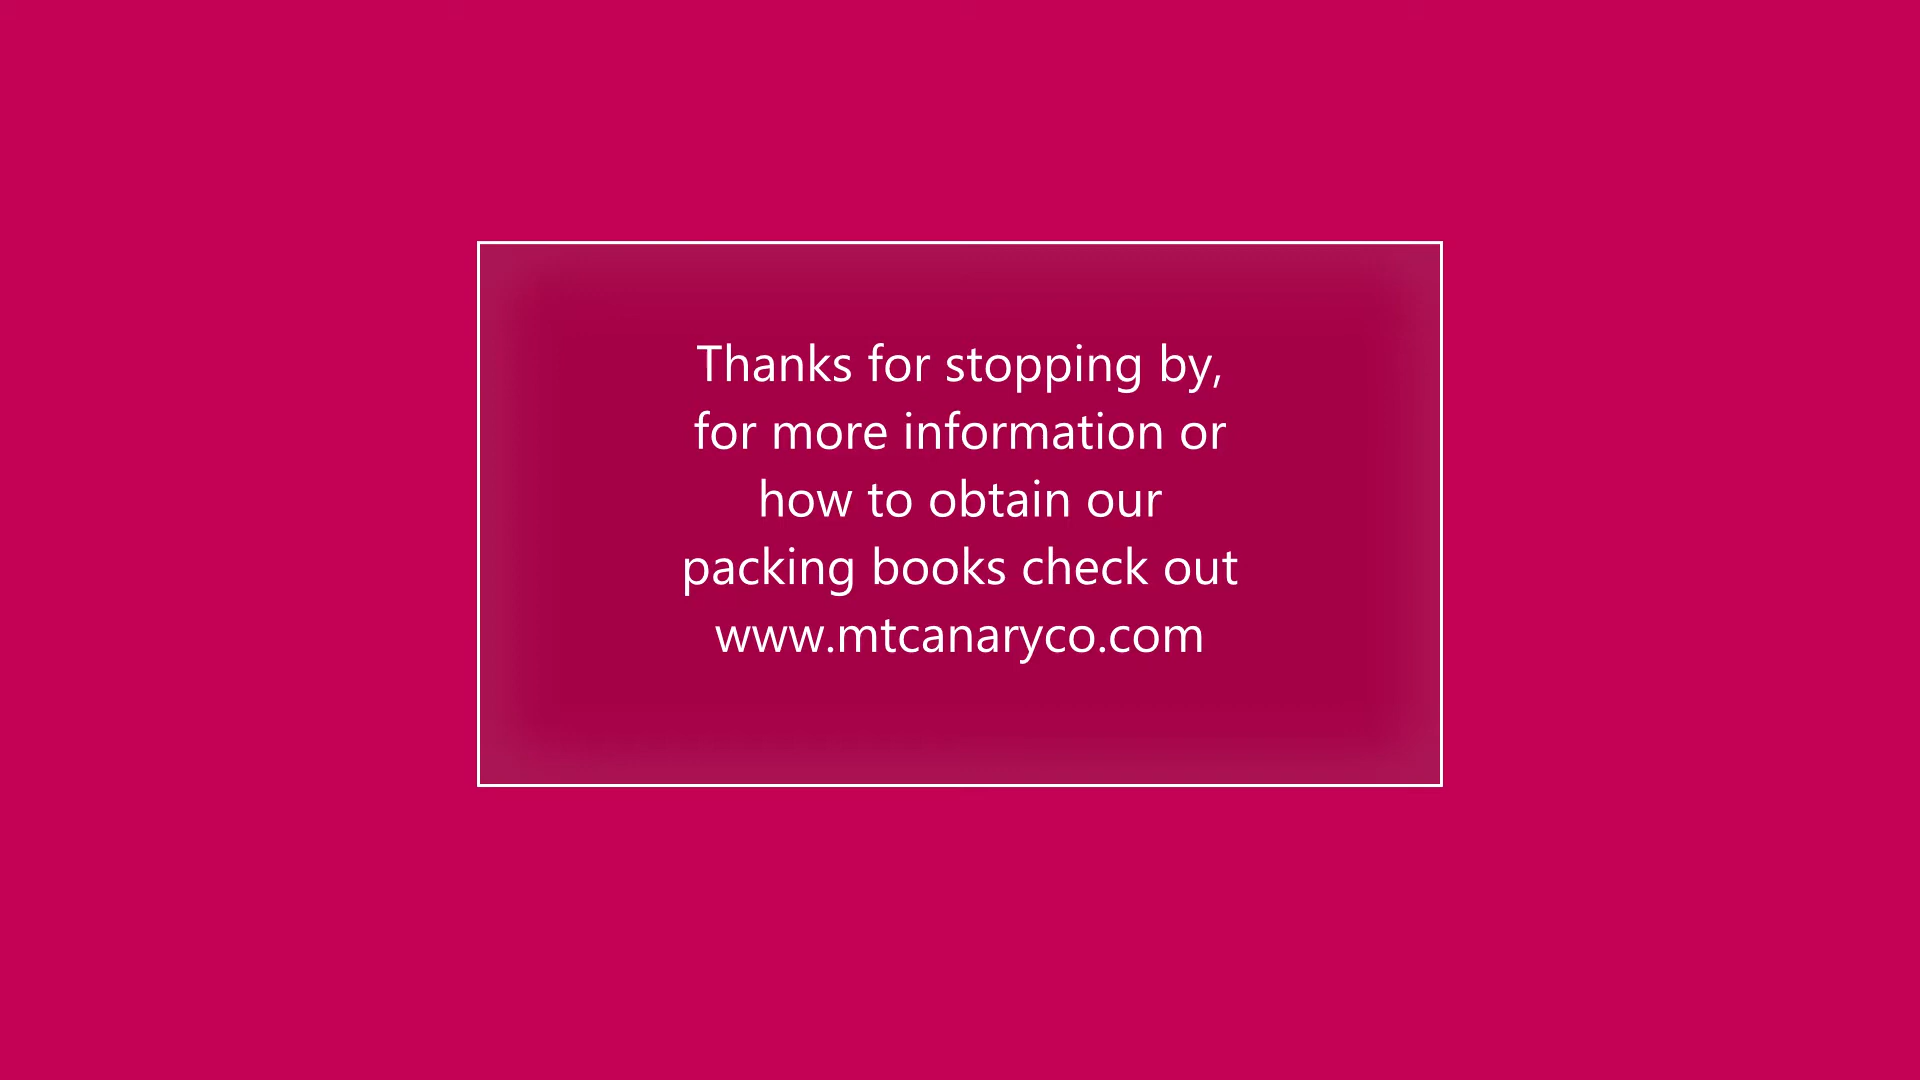 Thanks for stopping by,
for more information or
how to obtain our
packing books check out
www.mtcanaryco.com